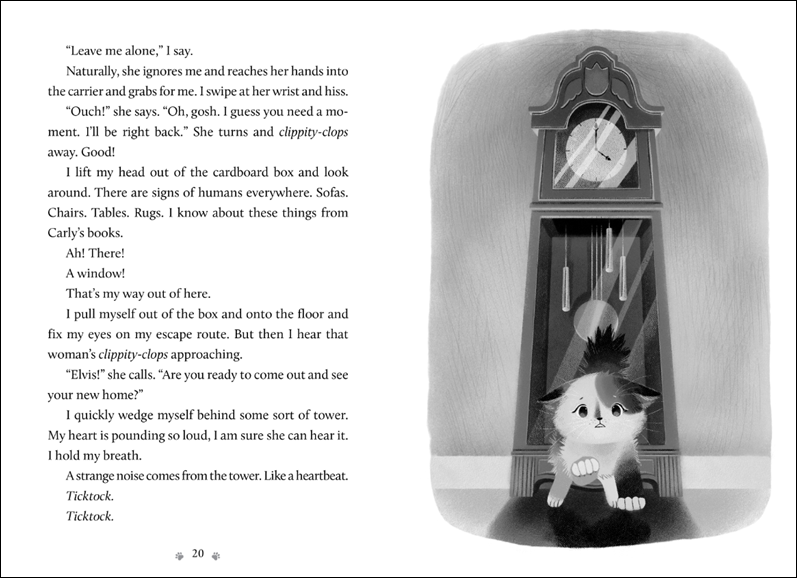 “Leave me alone,” I say.
Naturally, she ignores me and reaches her hands into
the carrier and grabs for me. I swipe at her wrist and hiss.
“Ouch!” she says. “Oh, gosh. I guess you need a mo-
ment. I’ll be right back.” She turns and clippity-clops
away. Good!
I lift my head out of the cardboard box and look
around. There are signs of humans everywhere. Sofas.
Chairs. Tables. Rugs. I know about these things from
Carly’s books.
Ah! There!
A window!
That’s my way out of here.
I pull myself out of the box and onto the floor and
fix my eyes on my escape route. But then I hear that
woman’s clippity-clops approaching.
“Elvis!” she calls. “Are you ready to come out and see
your new home?”
I quickly wedge myself behind some sort of tower.
My heart is pounding so loud, I am sure she can hear it.
I hold my breath.
A strange noise comes from the tower. Like a heartbeat.
Ticktock.
Ticktock.
20